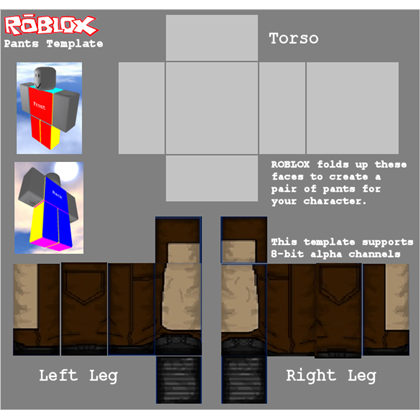 ROBLOX
Pants Template
Torso
Front
Back
ROBLOX folds up these
faces to create a
pair of pants for
your character.
This template supports
8-bit alpha channels
Left Leg
Right Leg